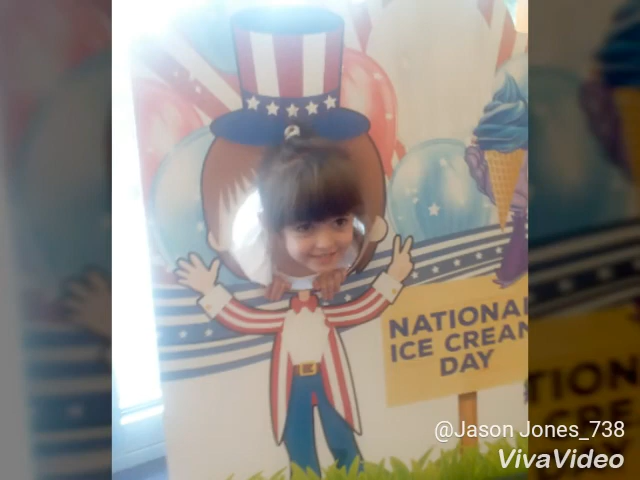 NATIONAL
ICE CREAM
DAY
@Jason Jones_738
VivaVideo